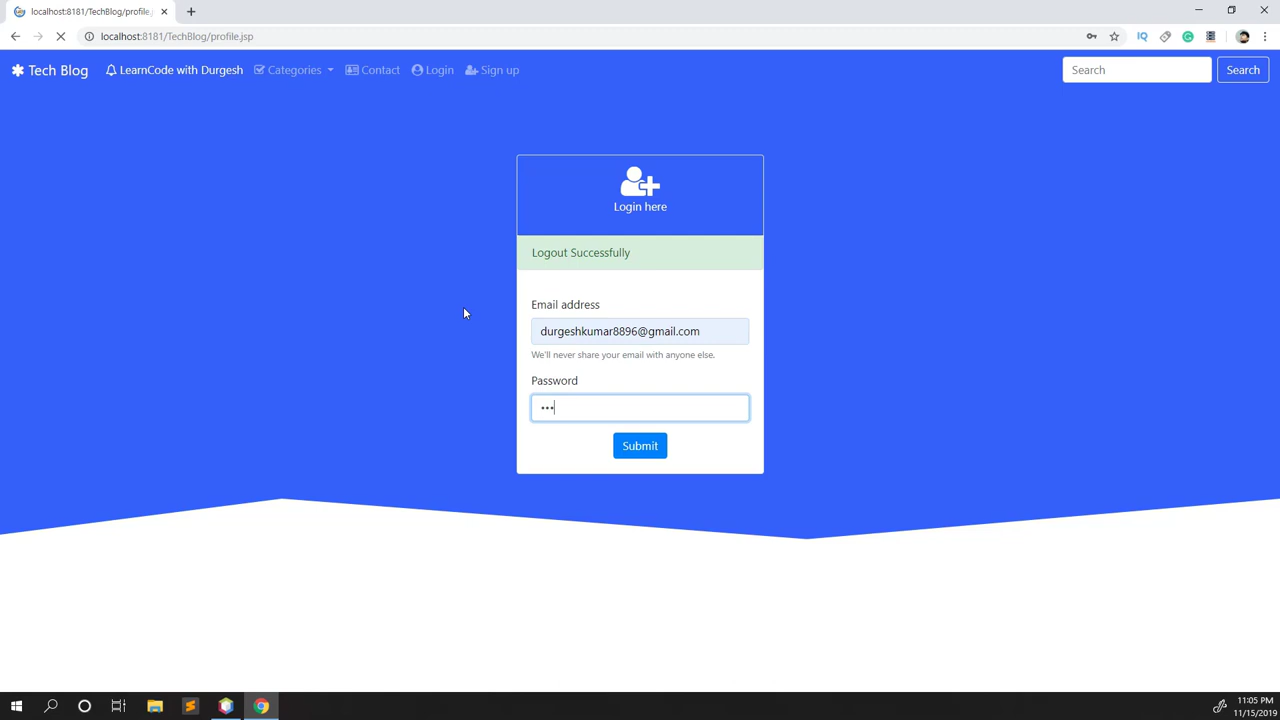 localhost:8181/TechBlog/profile.j
localhost:8181/TechBlog/profile.jsp
Tech Blog LearnCode with Durgesh Categories Contact Login Sign up Search Search
Login here
Logout Successfully
Email address
durgeshkumar8896@gmail.com
We'll never share your email with anyone else.
Password
•••
Submit
11:05 PM
11/15/2019